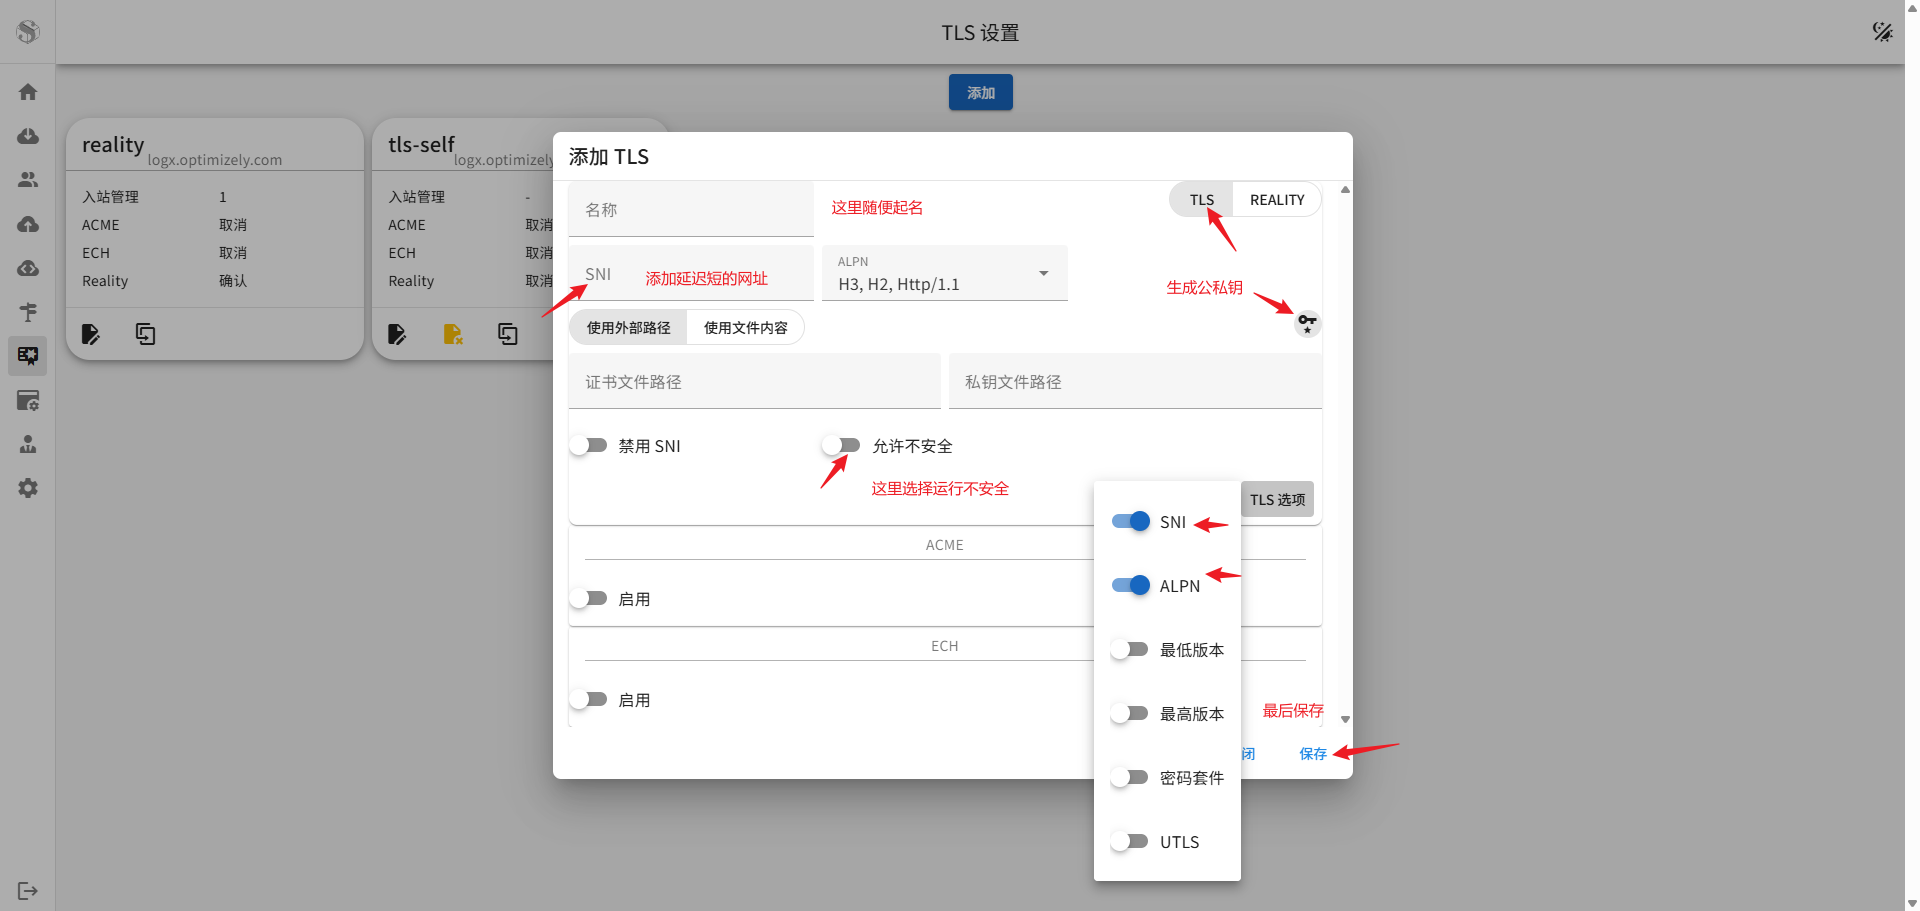 TLS 设置
添加
reality
logx.optimizely.com
入站管理 1
ACME 取消
ECH 取消
Reality 确认
tls-self
logx.optimizely
入站管理 -
ACME 取消
ECH 取消
Reality 取消
添加 TLS
名称
这里随便起名
TLS REALITY
SNI
添加延迟短的网址
ALPN
H3, H2, Http/1.1
生成公私钥
使用外部路径 使用文件内容
证书文件路径
私钥文件路径
禁用 SNI
允许不安全
这里选择运行不安全
TLS 选项
SNI
ALPN
最低版本
最高版本
密码套件
UTLS
ACME
启用
ECH
启用
最后保存
闭
保存